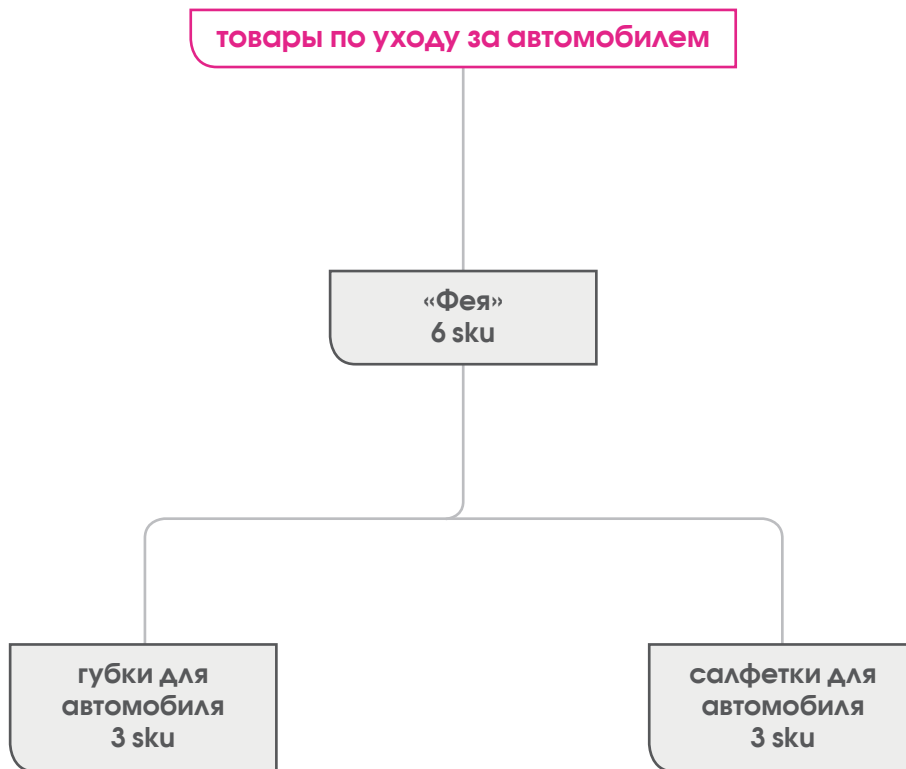 товары по уходу за автомобилем
«Фея»
6 sku
губки для
автомобиля
3 sku
салфетки для
автомобиля
3 sku